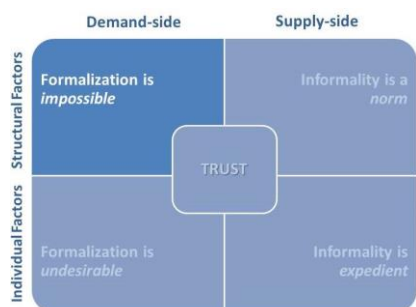 Demand-side
Supply-side
Structural Factors
Formalization is
impossible
Informality is a
norm
TRUST
Individual Factors
Formalization is
undesirable
Informality is
expedient